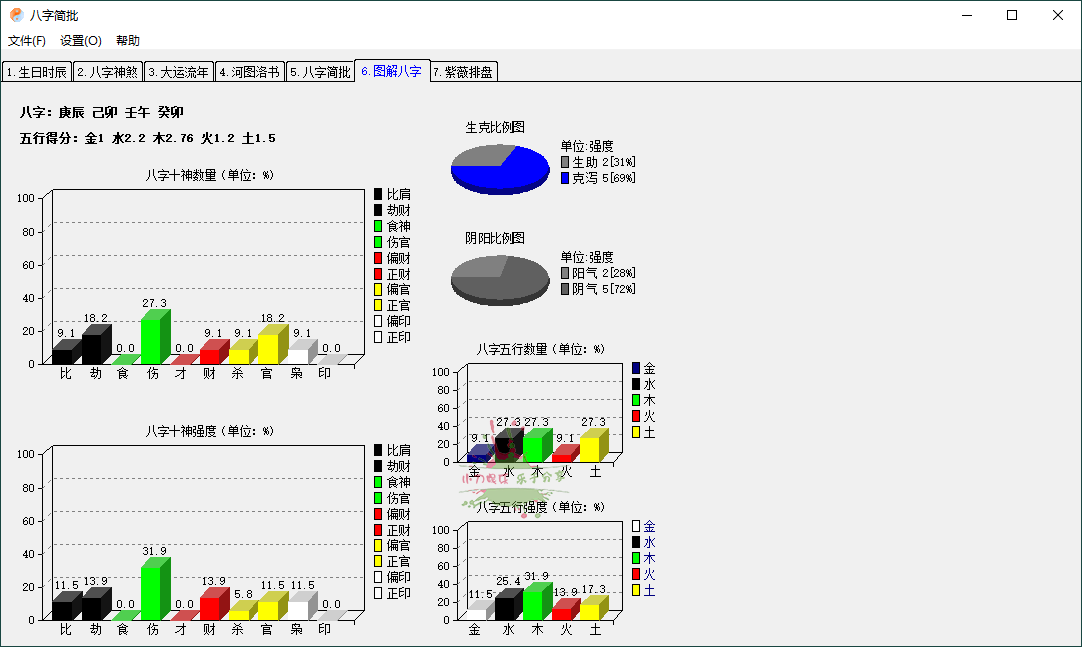 八字简批
文件(F) 设置(O) 帮助
1.生日时辰 2.八字神煞 3.大运流年 4.河图洛书 5.八字简批 6.图解八字 7.紫薇排盘
八字: 庚辰 己卯 壬午 癸卯
五行得分: 金1 水2.2 木2.76 火1.2 土1.5
八字十神数量(单位: %)
100
80
60
40
20
0
9.1 18.2 0.0 27.3 0.0 9.1 9.1 18.2 9.1 0.0
比 劫 食 伤 才 财 杀 官 枭 印
比肩
劫财
食神
伤官
偏财
正财
偏官
正官
偏印
正印
八字十神强度(单位: %)
100
80
60
40
20
0
11.5 13.9 0.0 31.9 0.0 13.9 5.8 11.5 11.5 0.0
比 劫 食 伤 才 财 杀 官 枭 印
比肩
劫财
食神
伤官
偏财
正财
偏官
正官
偏印
正印
生克比例图
单位:强度
生助 2[31%]
克泻 5[69%]
阴阳比例图
单位:强度
阳气 2[28%]
阴气 5[72%]
八字五行数量(单位: %)
100
80
60
40
20
0
9.1 27.3 27.3 9.1 27.3
金 水 木 火 土
金
水
木
火
土
乐于分享
八字五行强度(单位: %)
100
80
60
40
20
0
11.5 25.4 31.9 13.9 17.3
金 水 木 火 土
金
水
木
火
土